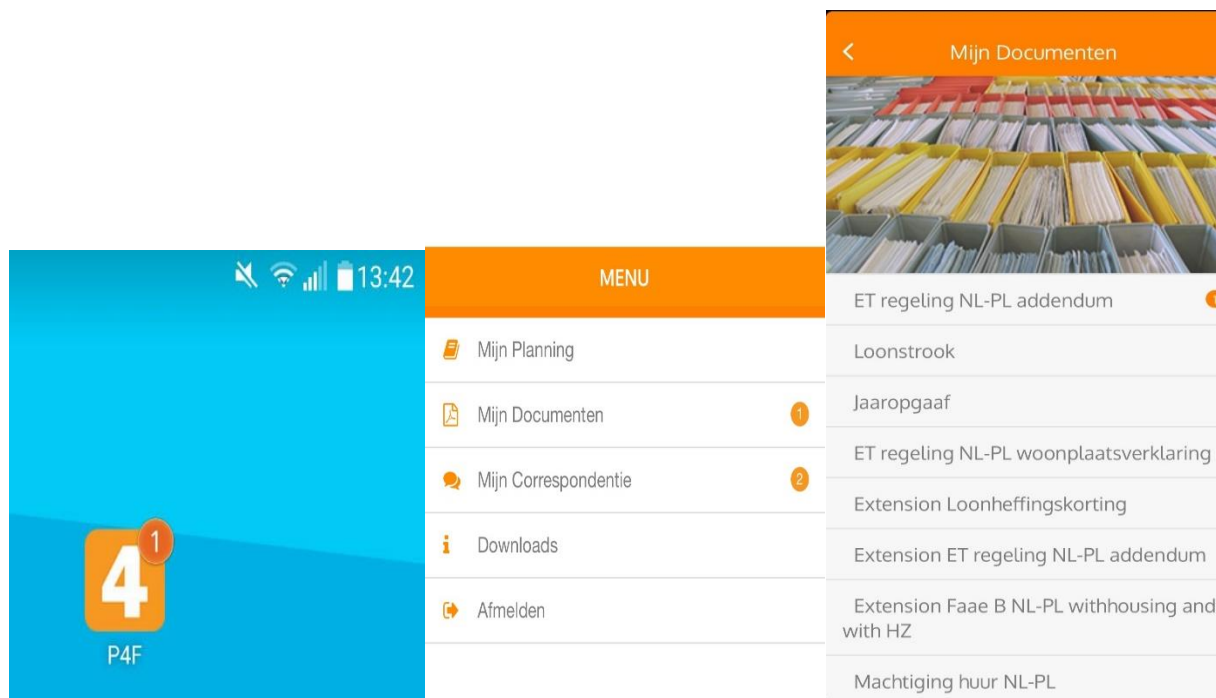 13:42
4
1
P4F
MENU
Mijn Planning
Mijn Documenten
1
Mijn Correspondentie
2
Downloads
Afmelden
Mijn Documenten
ET regeling NL-PL addendum
Loonstrook
Jaaropgaaf
ET regeling NL-PL woonplaatsverklaring
Extension Loonheffingskorting
Extension ET regeling NL-PL addendum
Extension Faae B NL-PL withhousing and
with HZ
Machtiging huur NL-PL